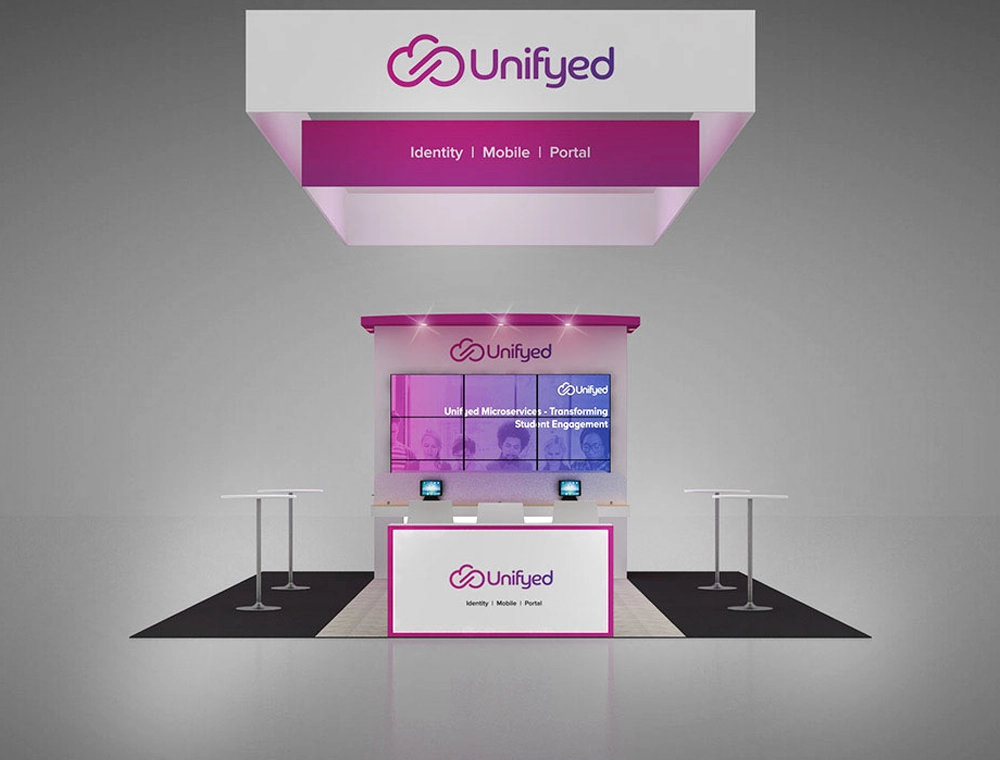 Unifyed
Identity | Mobile | Portal
Unifyed
Unifyed
Unifyed Microservices - Transforming
Student Engagement
Unifyed
Identity | Mobile | Portal